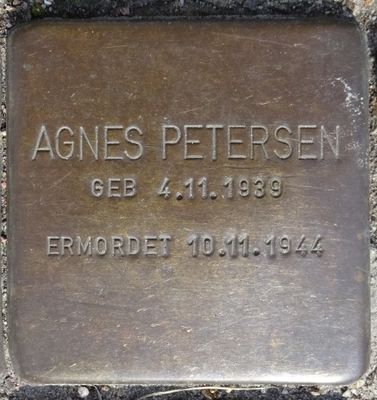 AGNES PETERSEN
GEB 4.11.1939
ERMORDET 10.11.1944